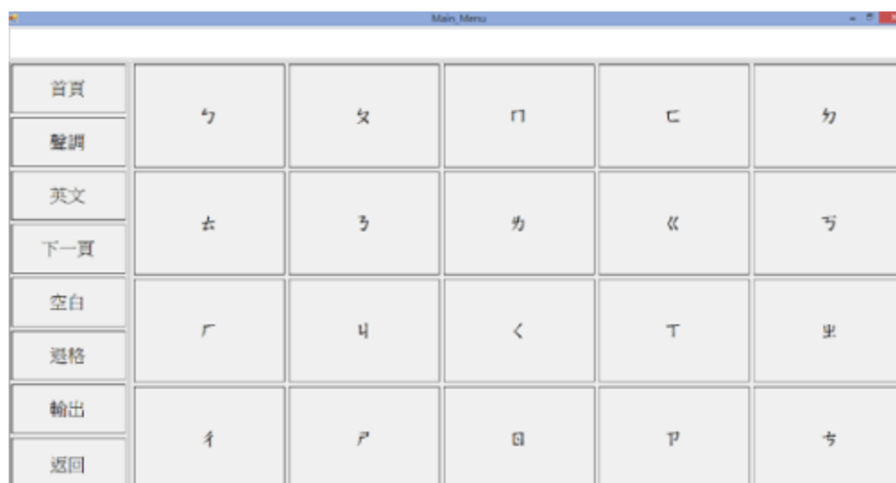 Main_Menu
首頁
聲調
英文
下一頁
空白
退格
輸出
返回
ㄅ ㄆ ㄇ ㄈ ㄉ
ㄊ ㄋ ㄌ ㄍ ㄎ
ㄏ ㄐ ㄑ ㄒ ㄓ
ㄔ ㄕ ㄖ ㄗ ㄘ